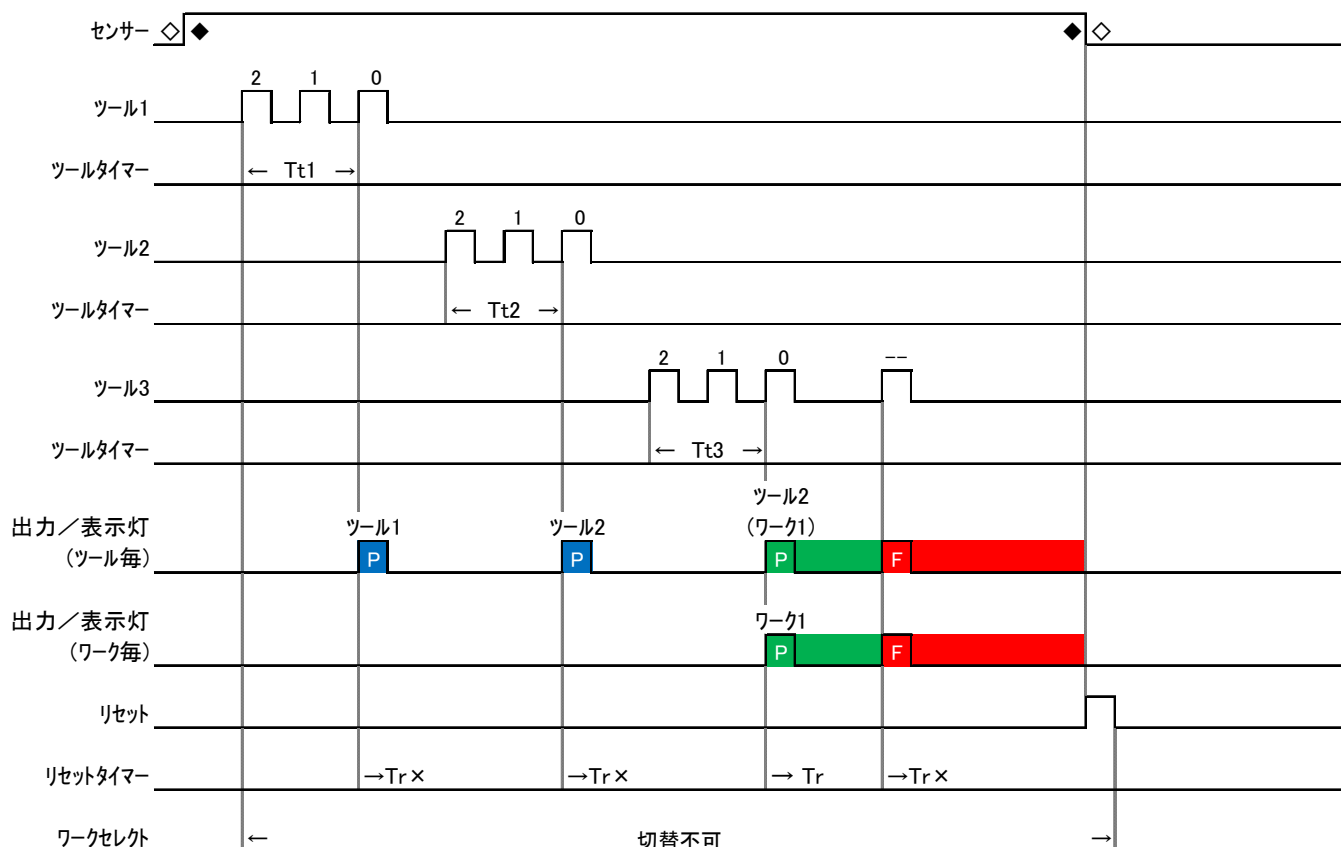 センサー ◇ ◆ ◆ ◇
2 1 0
ツール1
ツールタイマー ← Tt1 →
2 1 0
ツール2
ツールタイマー ← Tt2 →
2 1 0 --
ツール3
ツールタイマー ← Tt3 →
ツール2
出力／表示灯 ツール1 ツール2 (ワーク1)
(ツール毎) P P P F
出力／表示灯 ワーク1
(ワーク毎) P F
リセット
リセットタイマー →Tr× →Tr× → Tr →Tr×
ワークセレクト ← 切替不可 →